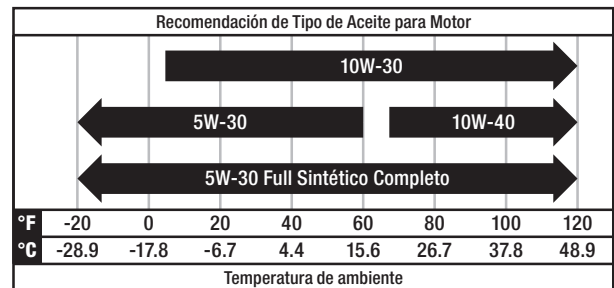 Recomendación de Tipo de Aceite para Motor
10W-30
5W-30 10W-40
5W-30 Full Sintético Completo
°F -20 0 20 40 60 80 100 120
°C -28.9 -17.8 -6.7 4.4 15.6 26.7 37.8 48.9
Temperatura de ambiente